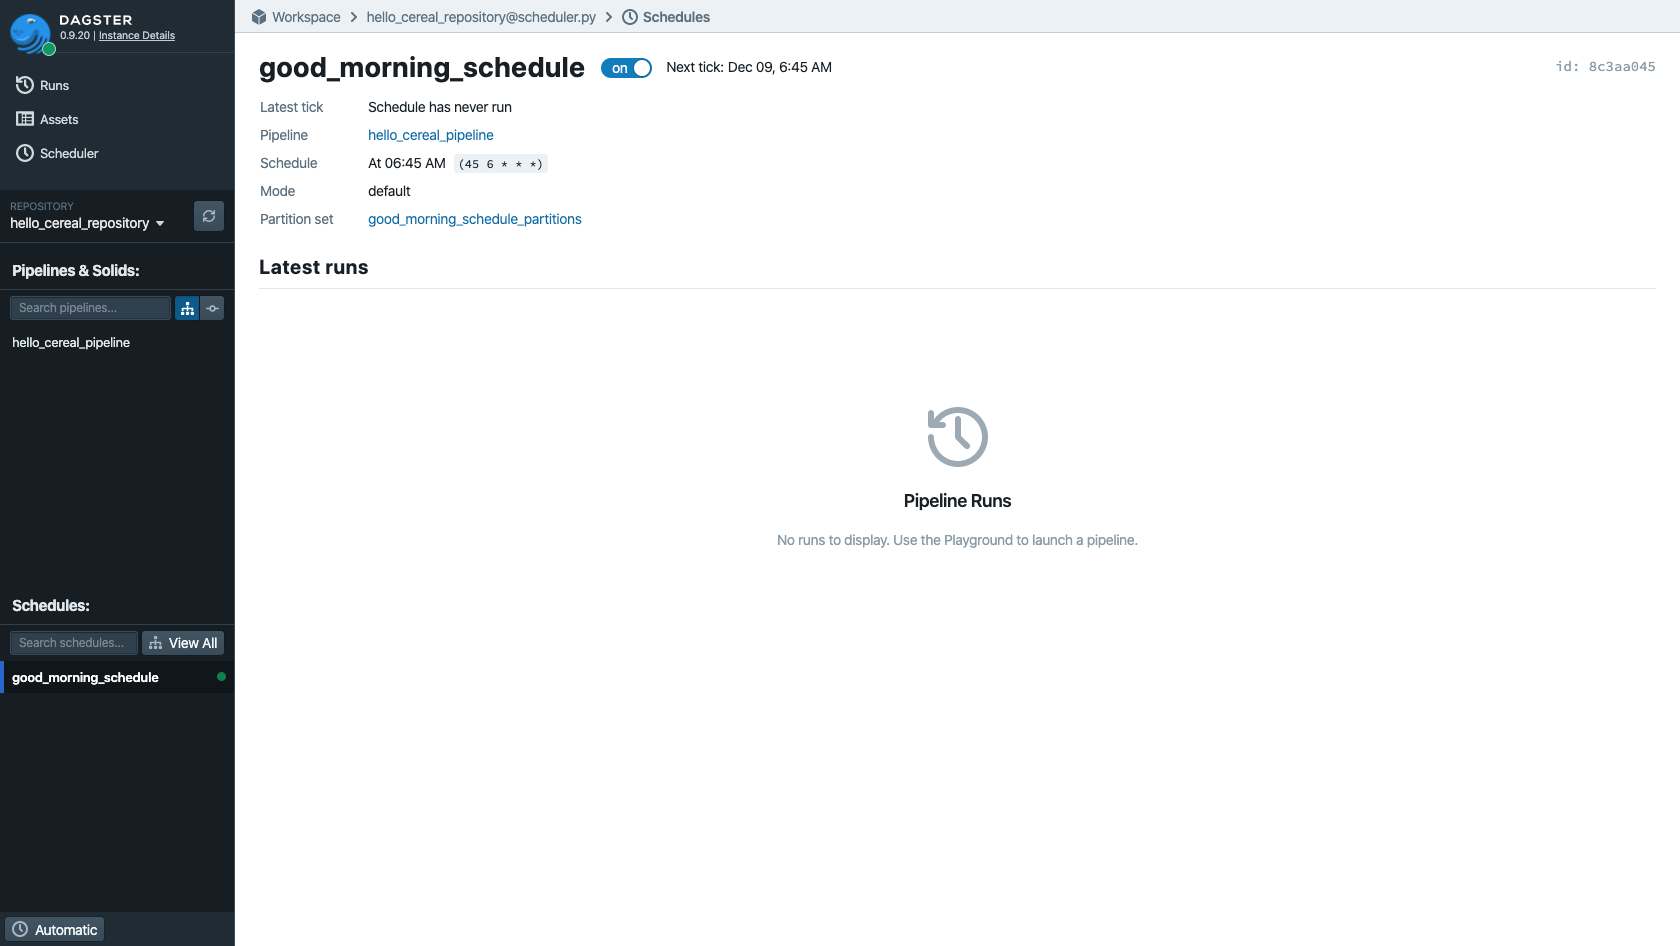 DAGSTER
0.9.20 | Instance Details
Runs
Assets
Scheduler
REPOSITORY
hello_cereal_repository
Pipelines & Solids:
Search pipelines...
hello_cereal_pipeline
Schedules:
Search schedules...
View All
good_morning_schedule
Automatic
Workspace
hello_cereal_repository@scheduler.py
Schedules
good_morning_schedule
on
Next tick: Dec 09, 6:45 AM
id: 8c3aa045
Latest tick
Schedule has never run
Pipeline
hello_cereal_pipeline
Schedule
At 06:45 AM (45 6 * * *)
Mode
default
Partition set
good_morning_schedule_partitions
Latest runs
Pipeline Runs
No runs to display. Use the Playground to launch a pipeline.